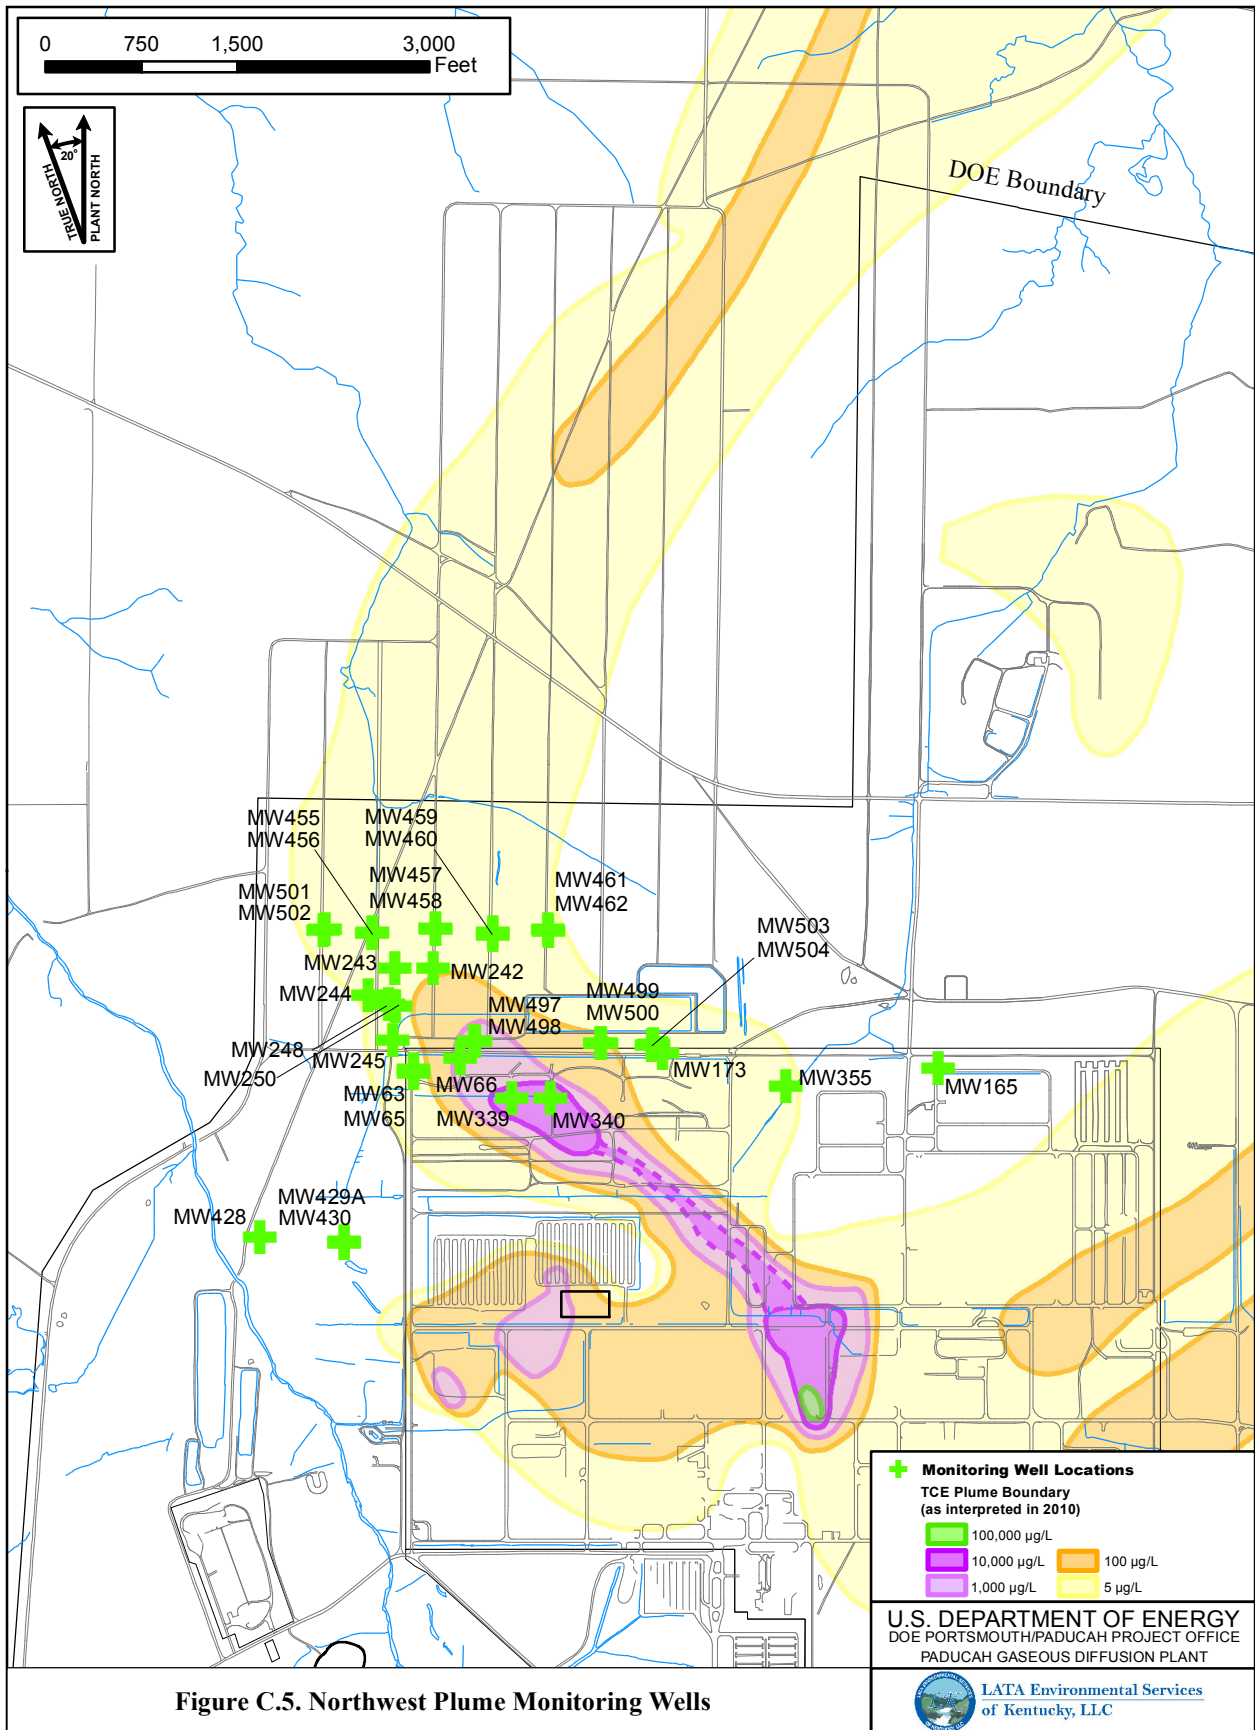 0 750 1,500 3,000
Feet
20°
TRUE NORTH
PLANT NORTH
DOE Boundary
MW455
MW456
MW459
MW460
MW457
MW458
MW461
MW462
MW501
MW502
MW503
MW504
MW243
MW242
MW244
MW499
MW500
MW497
MW498
MW248
MW245
MW250
MW173
MW355
MW165
MW63
MW65
MW66
MW339
MW340
MW429A
MW430
MW428
Monitoring Well Locations
TCE Plume Boundary
(as interpreted in 2010)
100,000 µg/L
10,000 µg/L
100 µg/L
1,000 µg/L
5 µg/L
U.S. DEPARTMENT OF ENERGY
DOE PORTSMOUTH/PADUCAH PROJECT OFFICE
PADUCAH GASEOUS DIFFUSION PLANT
Figure C.5. Northwest Plume Monitoring Wells
LATA Environmental Services
of Kentucky, LLC